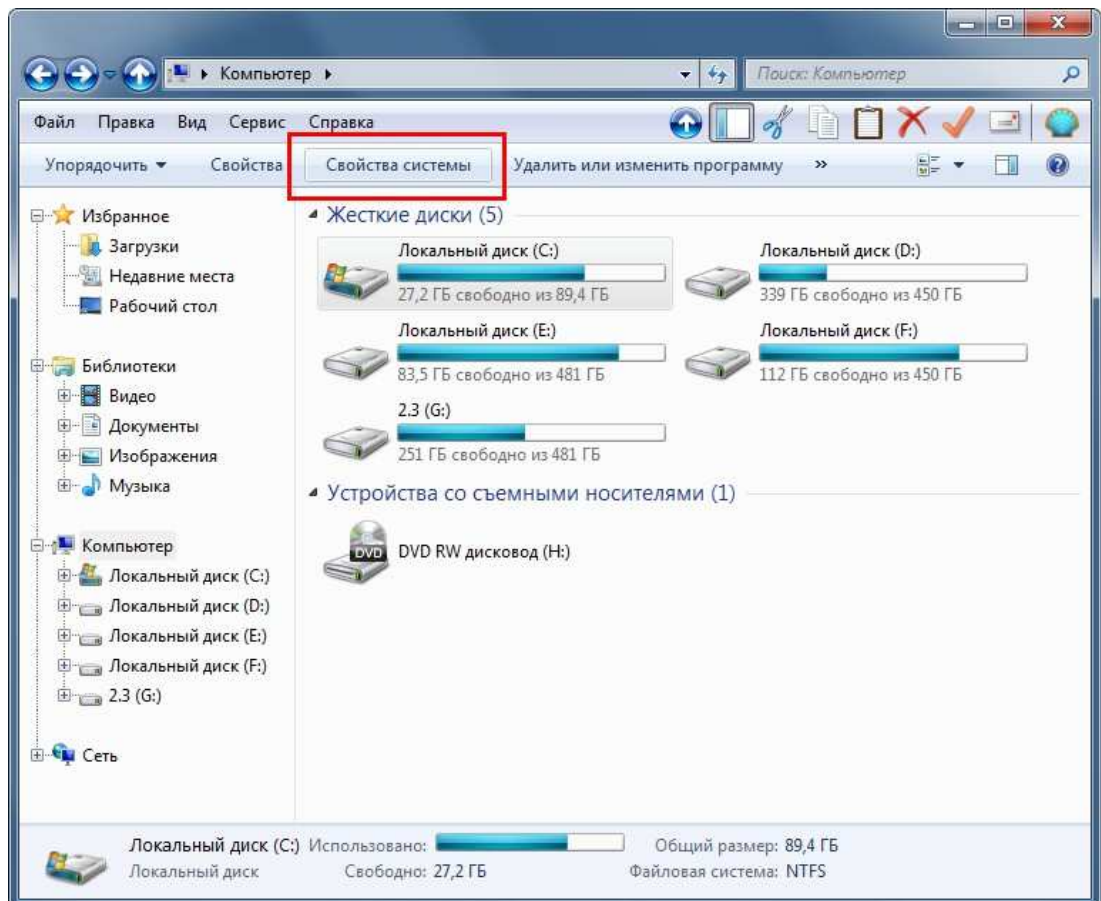 Компьютер
Поиск: Компьютер
Файл Правка Вид Сервис Справка
Упорядочить Свойства Свойства системы Удалить или изменить программу »
Избранное
Загрузки
Недавние места
Рабочий стол
Библиотеки
Видео
Документы
Изображения
Музыка
Компьютер
Локальный диск (C:)
Локальный диск (D:)
Локальный диск (E:)
Локальный диск (F:)
2.3 (G:)
Сеть
Жесткие диски (5)
Локальный диск (C:)
27,2 ГБ свободно из 89,4 ГБ
Локальный диск (D:)
339 ГБ свободно из 450 ГБ
Локальный диск (E:)
83,5 ГБ свободно из 481 ГБ
Локальный диск (F:)
112 ГБ свободно из 450 ГБ
2.3 (G:)
251 ГБ свободно из 481 ГБ
Устройства со съемными носителями (1)
DVD
DVD RW дисковод (H:)
Локальный диск (C:) Использовано: Общий размер: 89,4 ГБ
Локальный диск Свободно: 27,2 ГБ Файловая система: NTFS